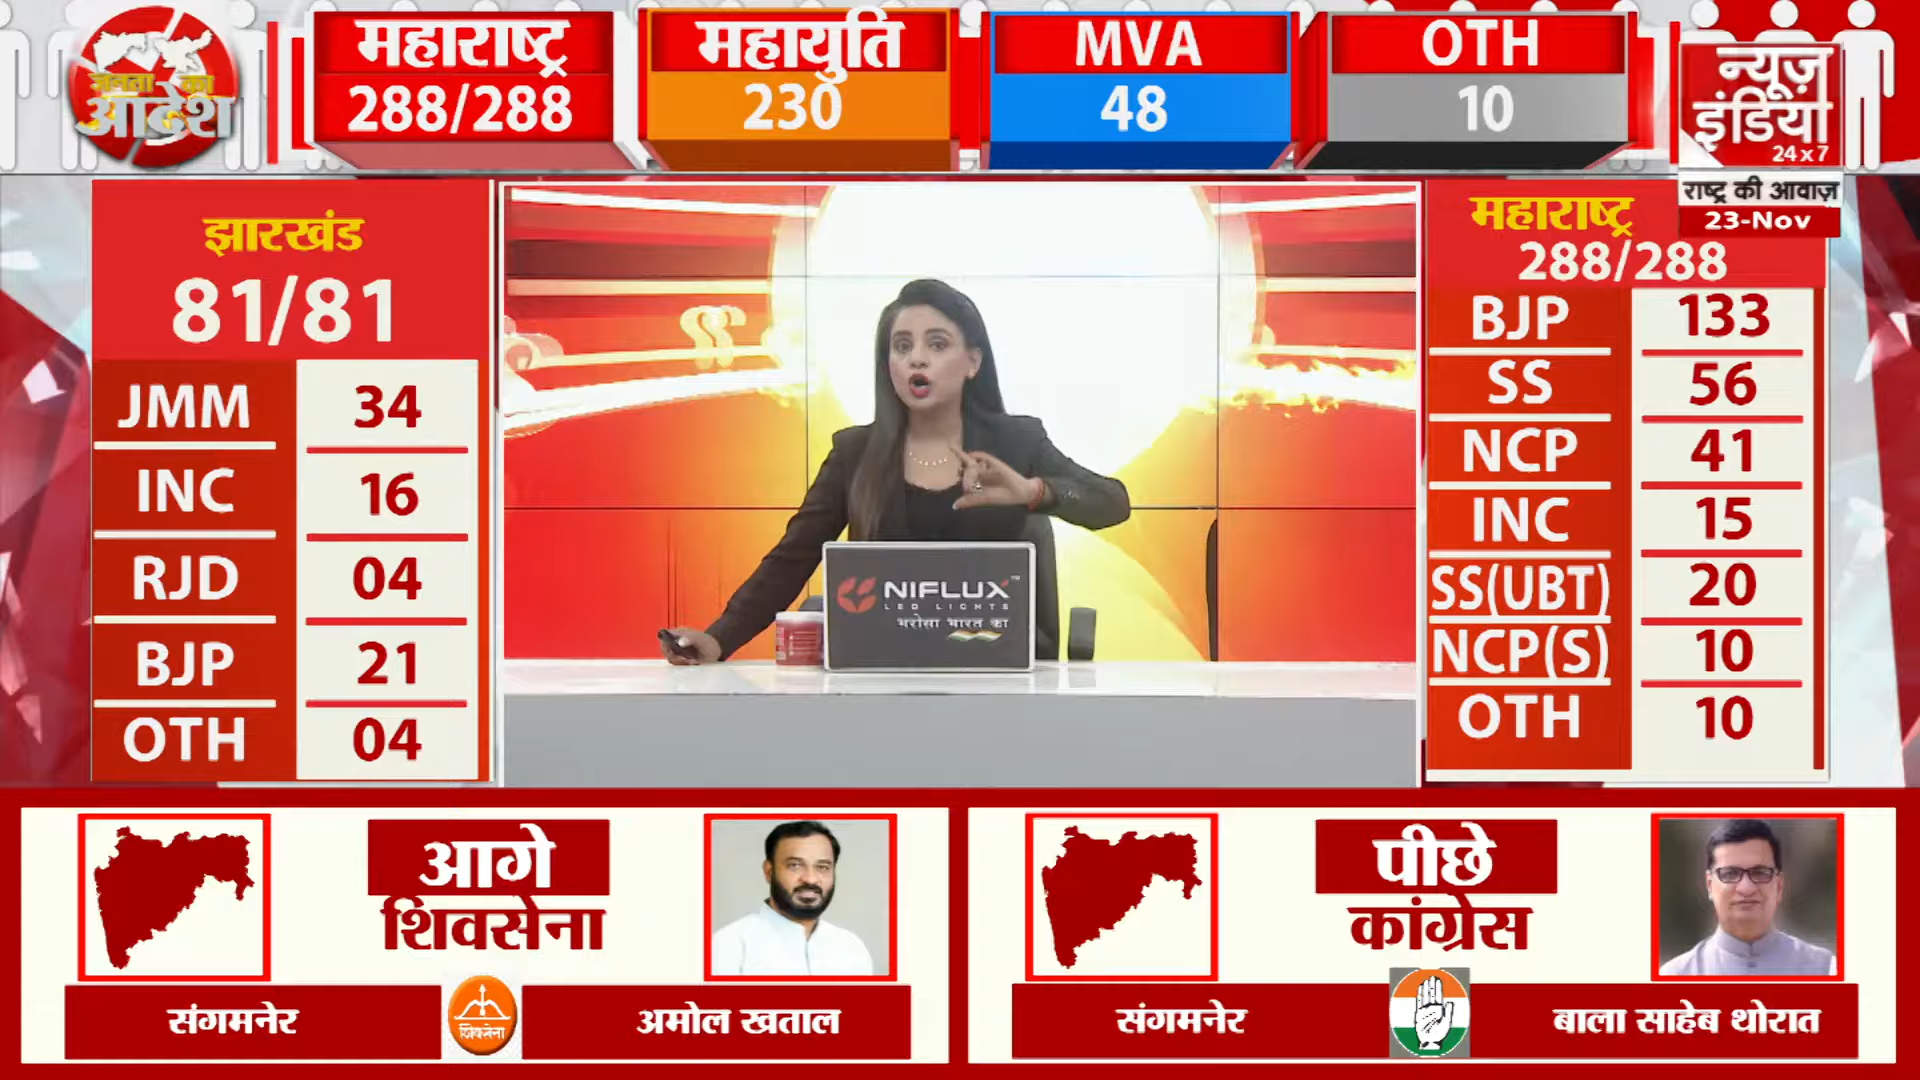 जनता का
आदेश
महाराष्ट्र
288/288
महायुति
230
MVA
48
OTH
10
न्यूज़
इंडिया
24x7
राष्ट्र की आवाज़
23-Nov
झारखंड
81/81
JMM 34
INC 16
RJD 04
BJP 21
OTH 04
NIFLUX™
LED LIGHTS
भरोसा भारत का
महाराष्ट्र
288/288
BJP 133
SS 56
NCP 41
INC 15
SS(UBT) 20
NCP(S) 10
OTH 10
आगे
शिवसेना
संगमनेर
शिवसेना
अमोल खताल
पीछे
कांग्रेस
संगमनेर
बाला साहेब थोरात